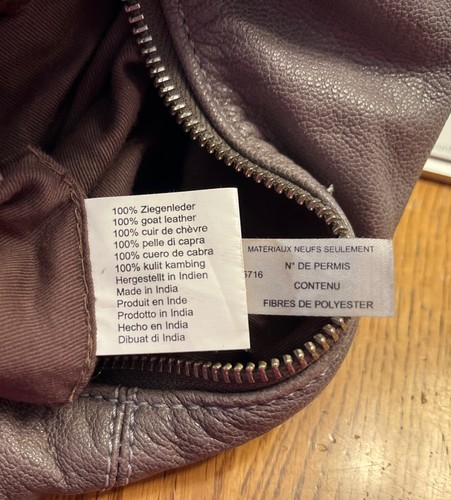 100% Ziegenleder
100% goat leather
100% cuir de chèvre
100% pelle di capra
100% cuero de cabra
100% kulit kambing
Hergestellt in Indien
Made in India
Produit en Inde
Prodotto in India
Hecho en India
Dibuat di India
MATERIAUX NEUFS SEULEMENT
N° DE PERMIS
6716
CONTENU
FIBRES DE POLYESTER